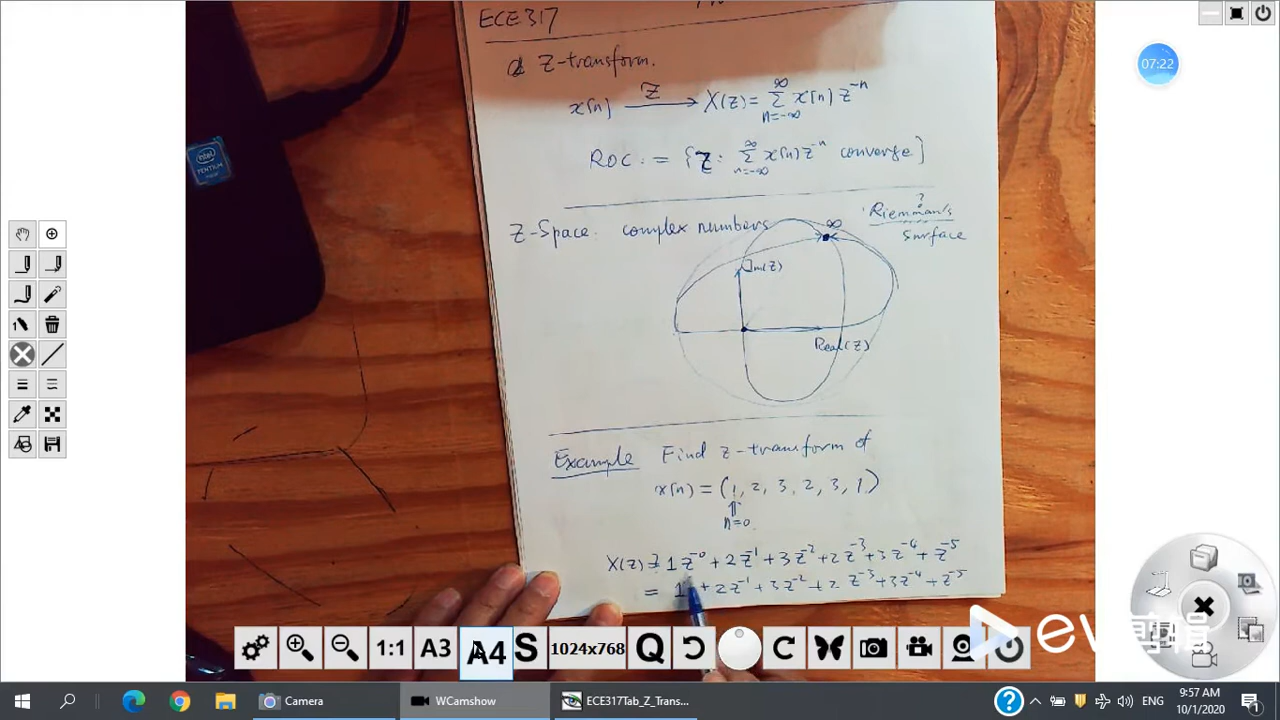 ECE317
Z-transform.
x[n] Z→ X(z) = ∞∑n=-∞ x[n] z⁻ⁿ
ROC := {z : ∞∑n=-∞ x[n] z⁻ⁿ converge}
Z-Space: complex numbers
?
Riemman's
Surface
∞
Im(z)
Real(z)
Example Find z-transform of
x[n] = (1, 2, 3, 2, 3, 1)
⇑
n=0
X(z) = 1z⁻⁰ + 2z⁻¹ + 3z⁻² + 2z⁻³ + 3z⁻⁴ + z⁻⁵
= 1 + 2z⁻¹ + 3z⁻² + 2z⁻³ + 3z⁻⁴ + z⁻⁵
intel
PENTIUM
07:22
1:1 A3 A4 S 1024x768 Q
Camera WCamshow ECE317Tab_Z_Trans... ENG 9:57 AM
10/1/2020